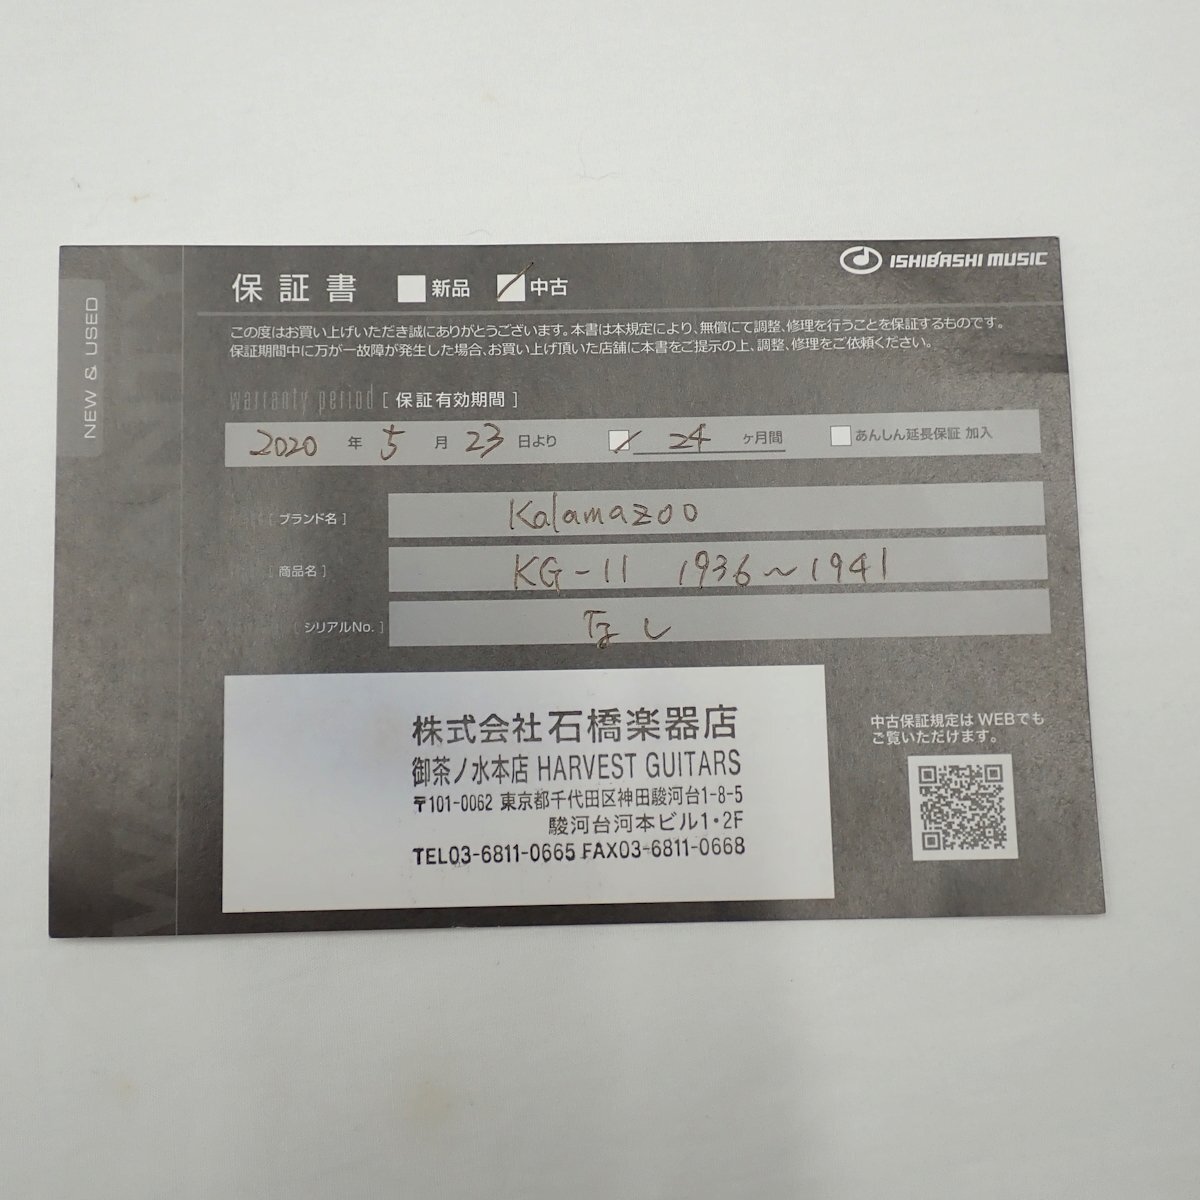 NEW & USED
保証書 新品 中古
ISHIBASHI MUSIC
この度はお買い上げいただき誠にありがとうございます。本書は本規定により、無償にて調整、修理を行うことを保証するものです。
保証期間中に万が一故障が発生した場合、お買い上げ頂いた店舗に本書をご提示の上、調整、修理をご依頼ください。
warranty period [ 保証有効期間 ]
2020 年 5 月 23 日より 24 ヶ月間 あんしん延長保証 加入
[ ブランド名 ] Kalamazoo
[ 商品名 ] KG-11 1936～1941
[ シリアルNo. ] なし
株式会社石橋楽器店
御茶ノ水本店 HARVEST GUITARS
〒101-0062 東京都千代田区神田駿河台1-8-5
駿河台河本ビル1・2F
TEL03-6811-0665 FAX03-6811-0668
中古保証規定は WEBでも
ご覧いただけます。